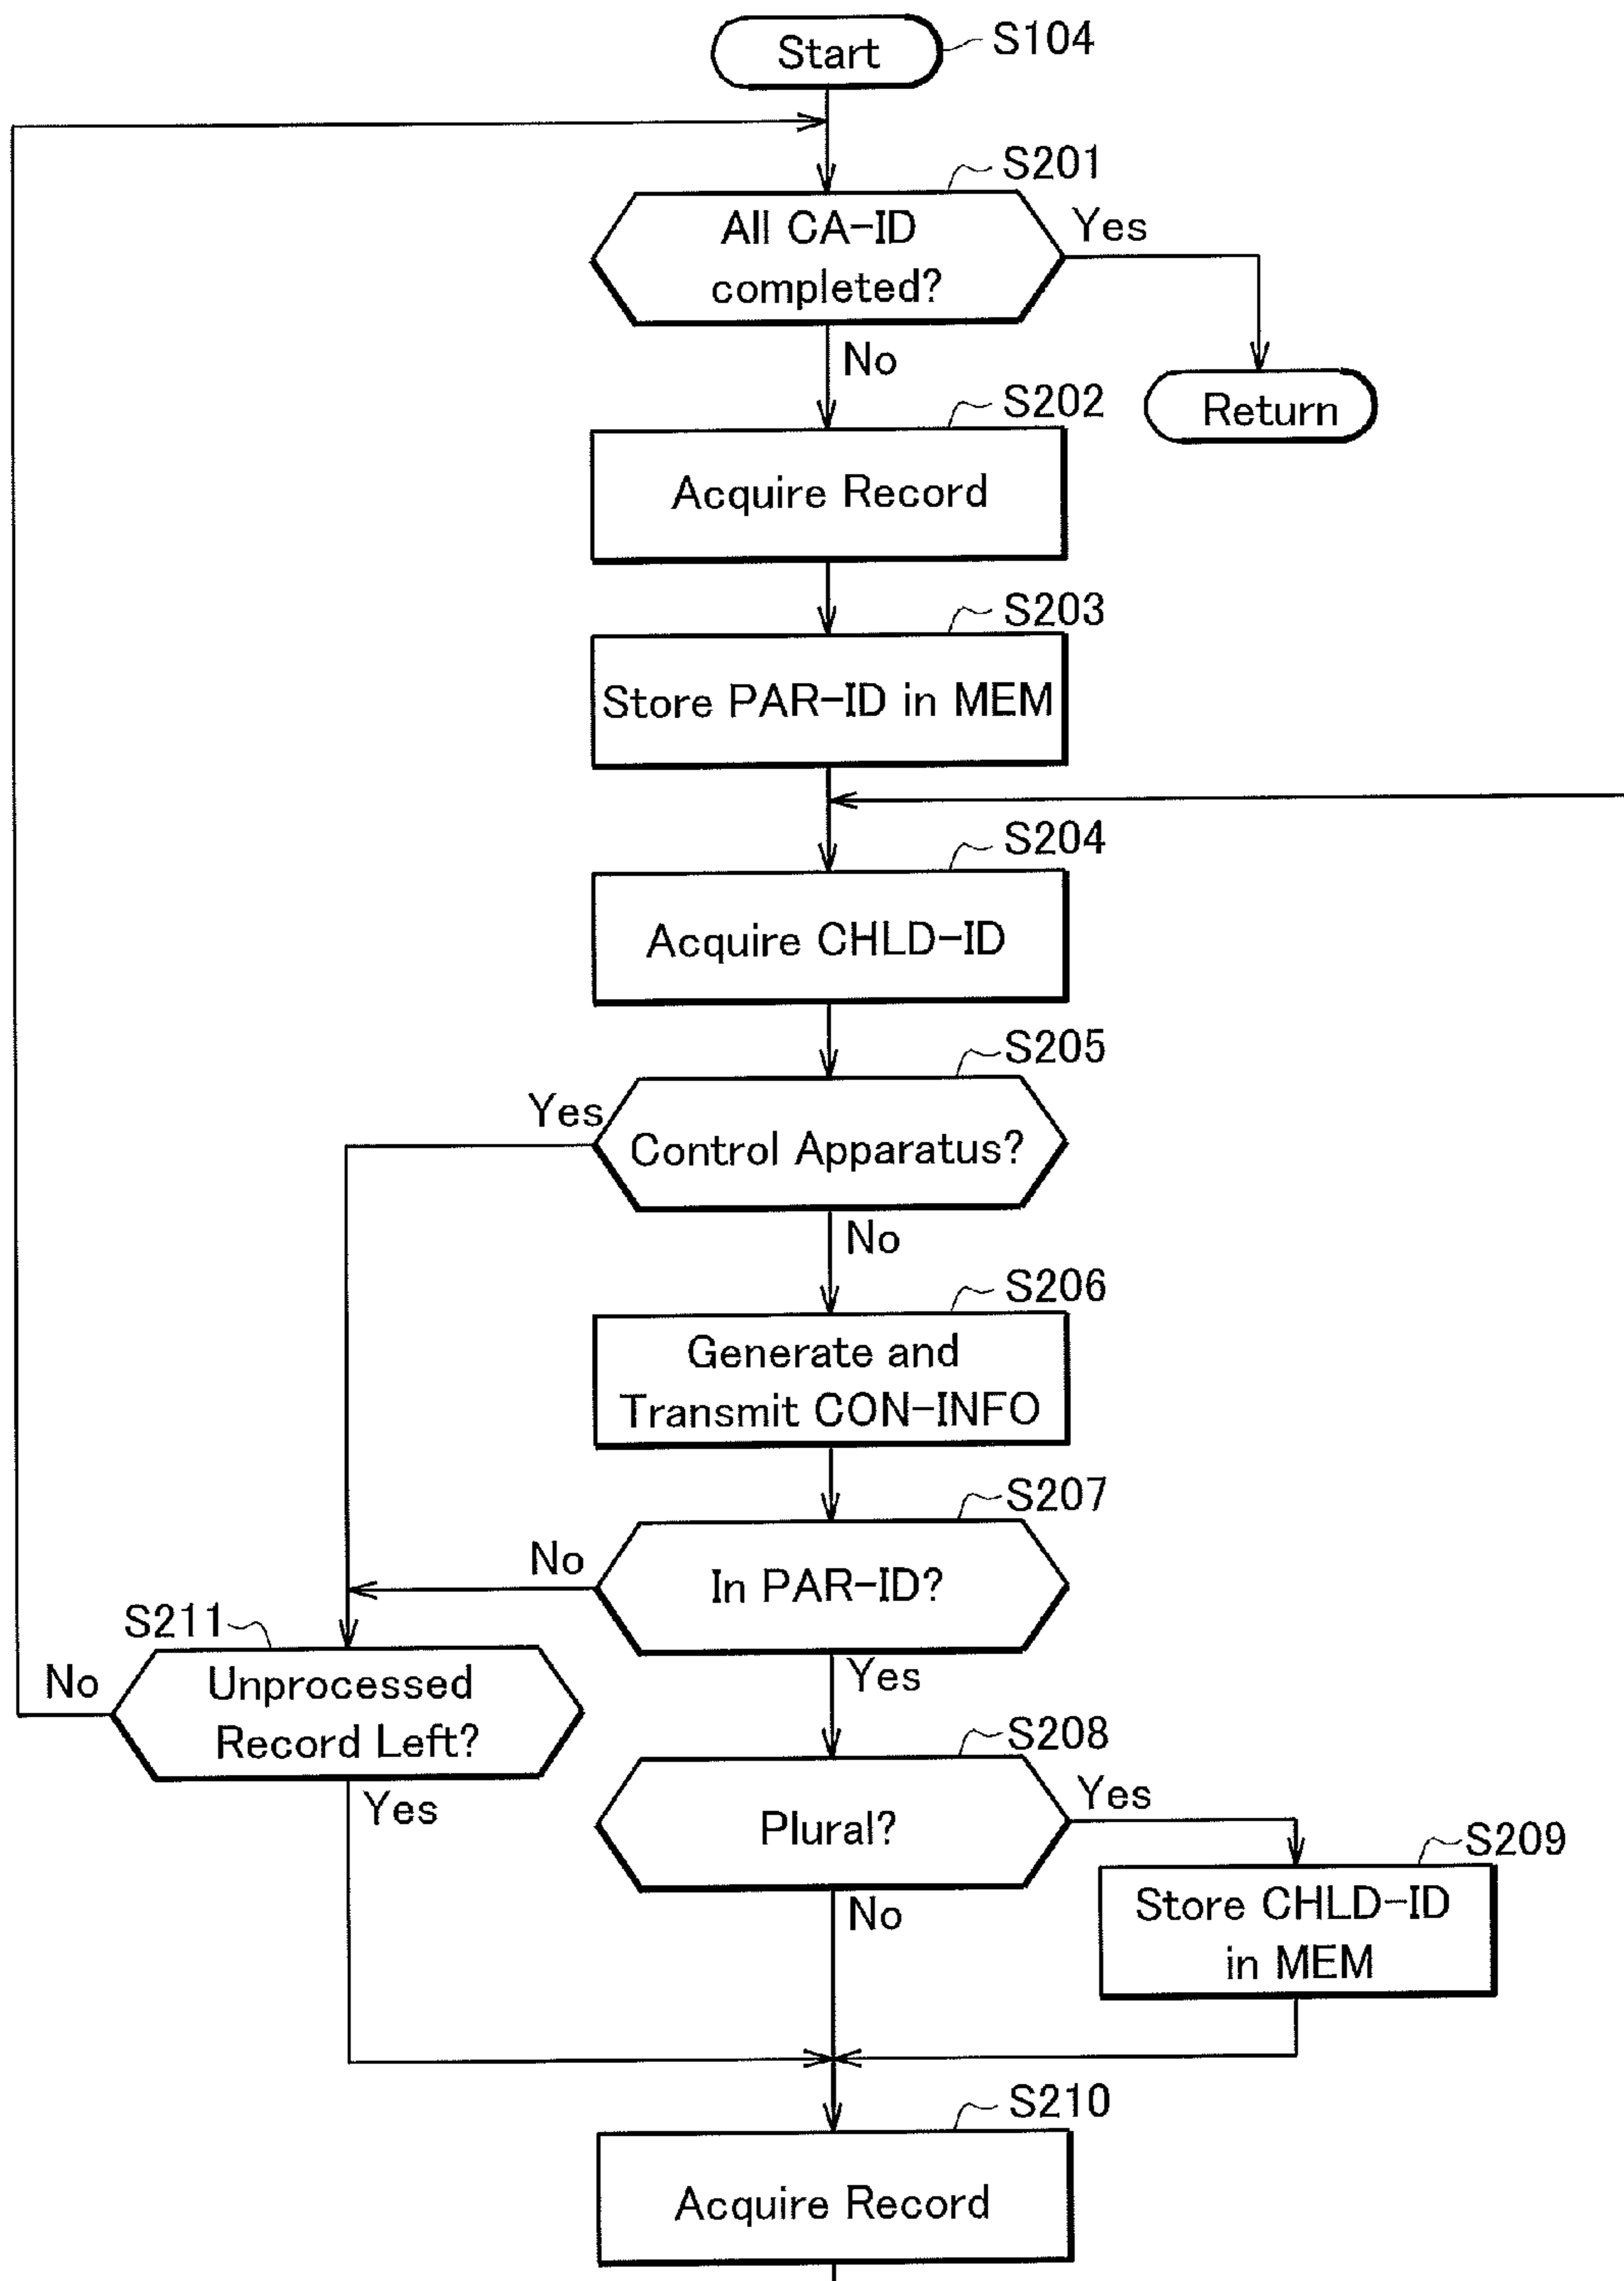 Start
S104
S201
All CA-ID
completed?
Yes
No
Return
S202
Acquire Record
S203
Store PAR-ID in MEM
S204
Acquire CHLD-ID
S205
Yes
Control Apparatus?
No
S206
Generate and
Transmit CON-INFO
S207
No
In PAR-ID?
Yes
S211
No
Unprocessed
Record Left?
Yes
S208
Plural?
Yes
No
S209
Store CHLD-ID
in MEM
S210
Acquire Record